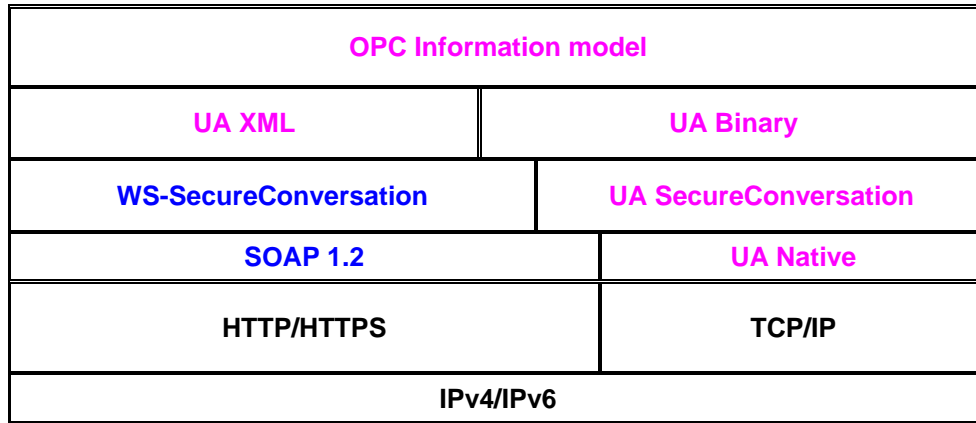 OPC Information model
UA XML
UA Binary
WS-SecureConversation
UA SecureConversation
SOAP 1.2
UA Native
HTTP/HTTPS
TCP/IP
IPv4/IPv6